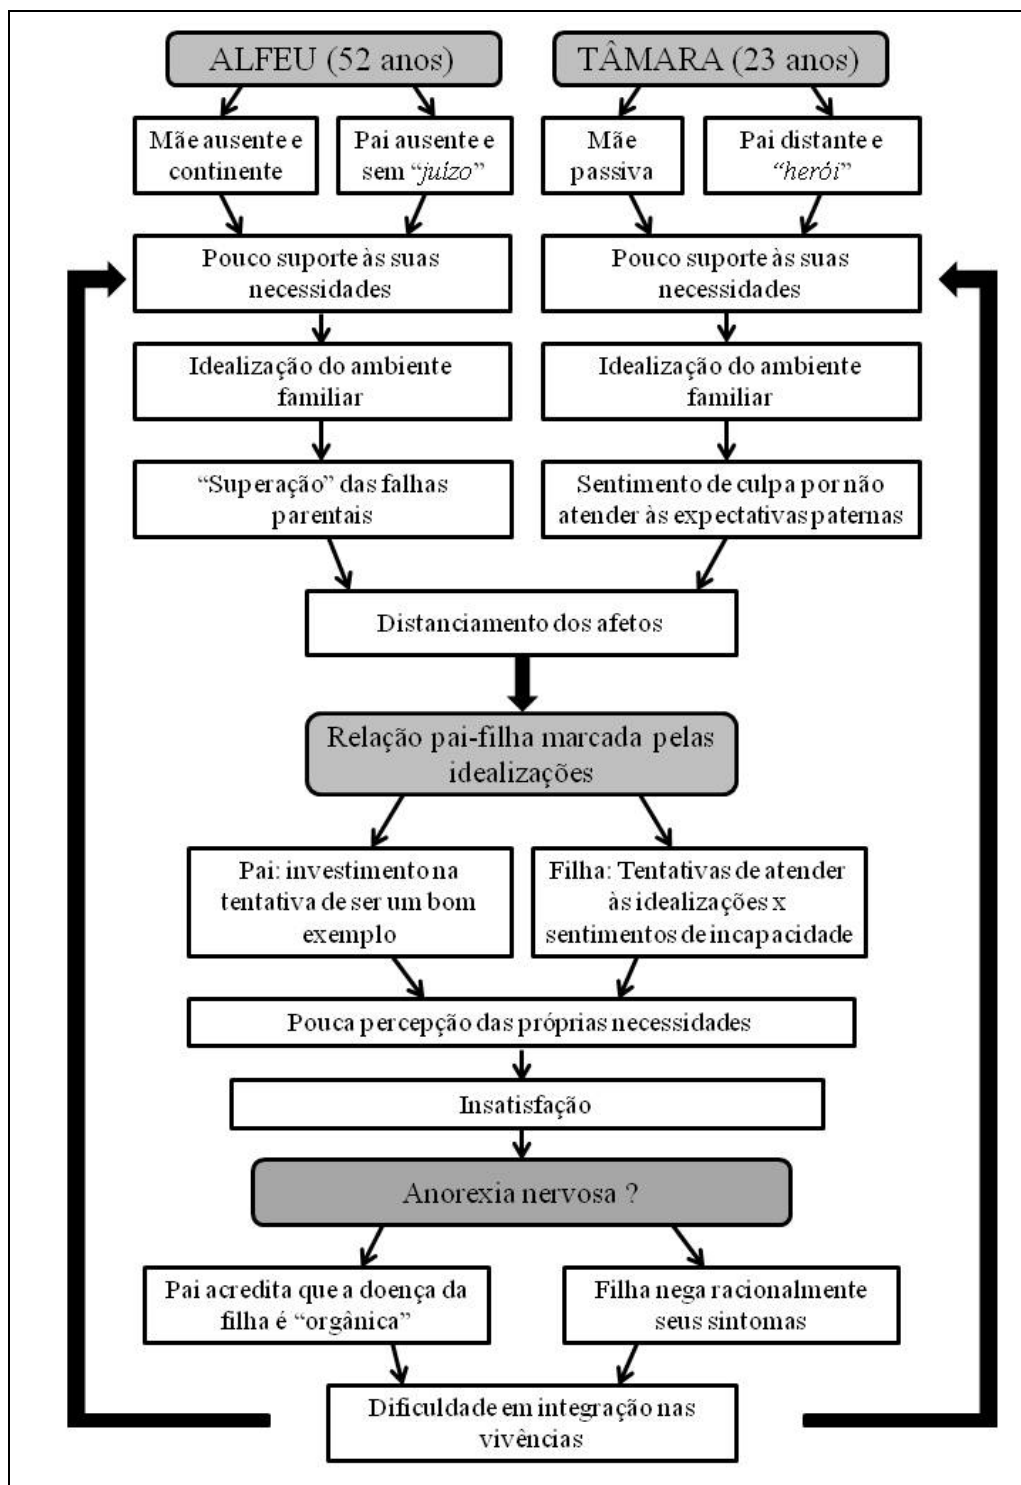 ALFEU (52 anos)
TÂMARA (23 anos)
Mãe ausente e
continente
Pai ausente e
sem “juízo”
Mãe
passiva
Pai distante e
“herói”
Pouco suporte às suas
necessidades
Pouco suporte às suas
necessidades
Idealização do ambiente
familiar
Idealização do ambiente
familiar
“Superação” das falhas
parentais
Sentimento de culpa por não
atender às expectativas paternas
Distanciamento dos afetos
Relação pai-filha marcada pelas
idealizações
Pai: investimento na
tentativa de ser um bom
exemplo
Filha: Tentativas de atender
às idealizações x
sentimentos de incapacidade
Pouca percepção das próprias necessidades
Insatisfação
Anorexia nervosa ?
Pai acredita que a doença da
filha é “orgânica”
Filha nega racionalmente
seus sintomas
Dificuldade em integração nas
vivências